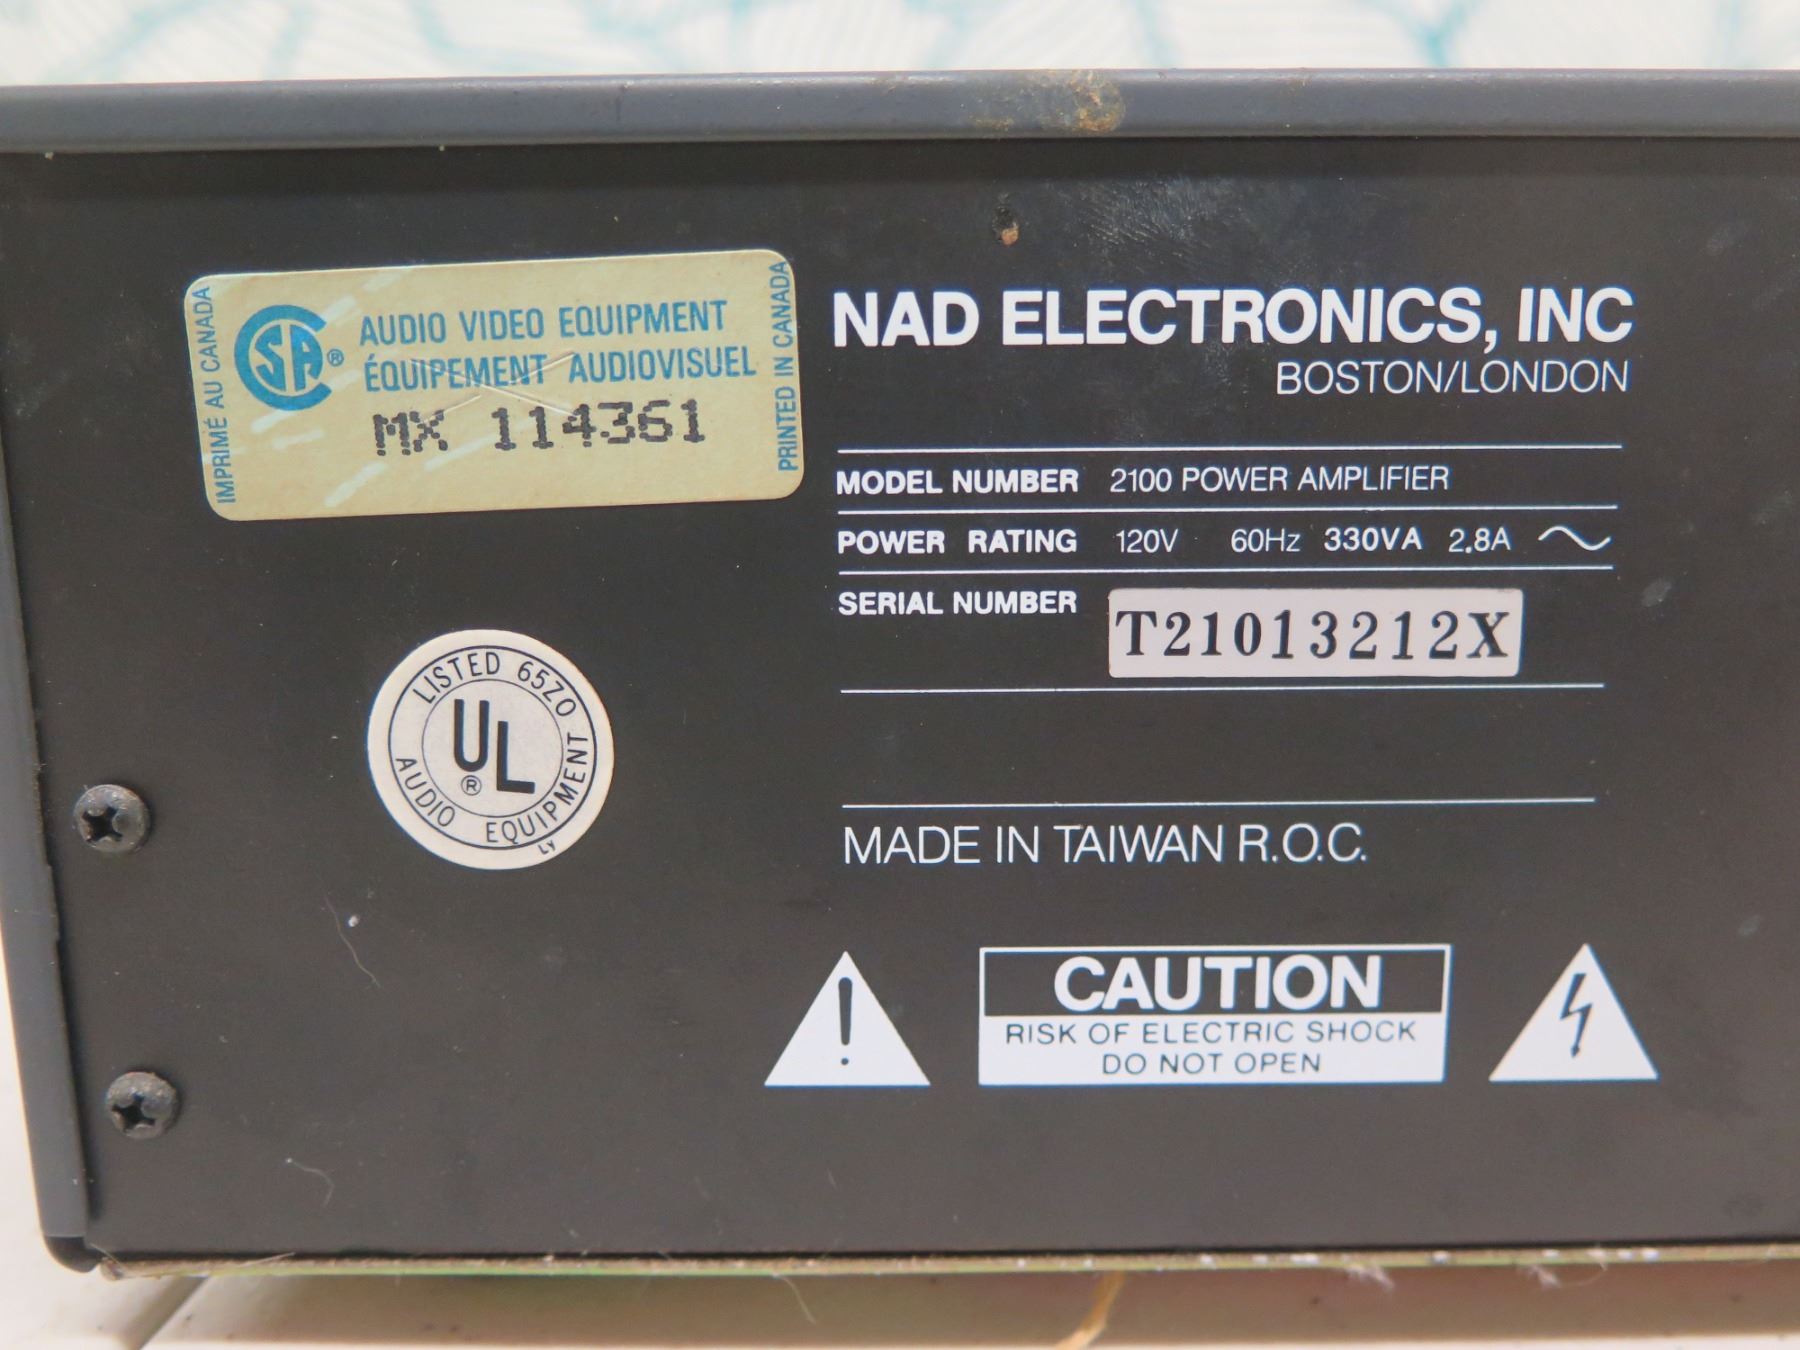 IMPRIMÉ AU CANADA
SA®
AUDIO VIDEO EQUIPMENT
ÉQUIPEMENT AUDIOVISUEL
MX 114361
PRINTED IN CANADA
NAD ELECTRONICS, INC
BOSTON/LONDON
MODEL NUMBER 2100 POWER AMPLIFIER
POWER RATING 120V 60Hz 330VA 2.8A
SERIAL NUMBER T21013212X
LISTED 65Z0
UL®
AUDIO EQUIPMENT
LY
MADE IN TAIWAN R.O.C.
!
CAUTION
RISK OF ELECTRIC SHOCK
DO NOT OPEN